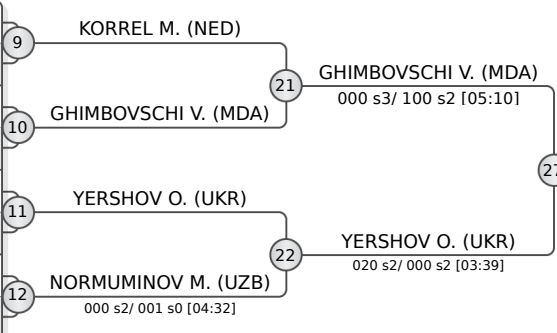 KORREL M. (NED)
9
GHIMBOVSCHI V. (MDA)
21
000 s3/ 100 s2 [05:10]
GHIMBOVSCHI V. (MDA)
10
27
YERSHOV O. (UKR)
11
YERSHOV O. (UKR)
22
020 s2/ 000 s2 [03:39]
NORMUMINOV M. (UZB)
12
000 s2/ 001 s0 [04:32]